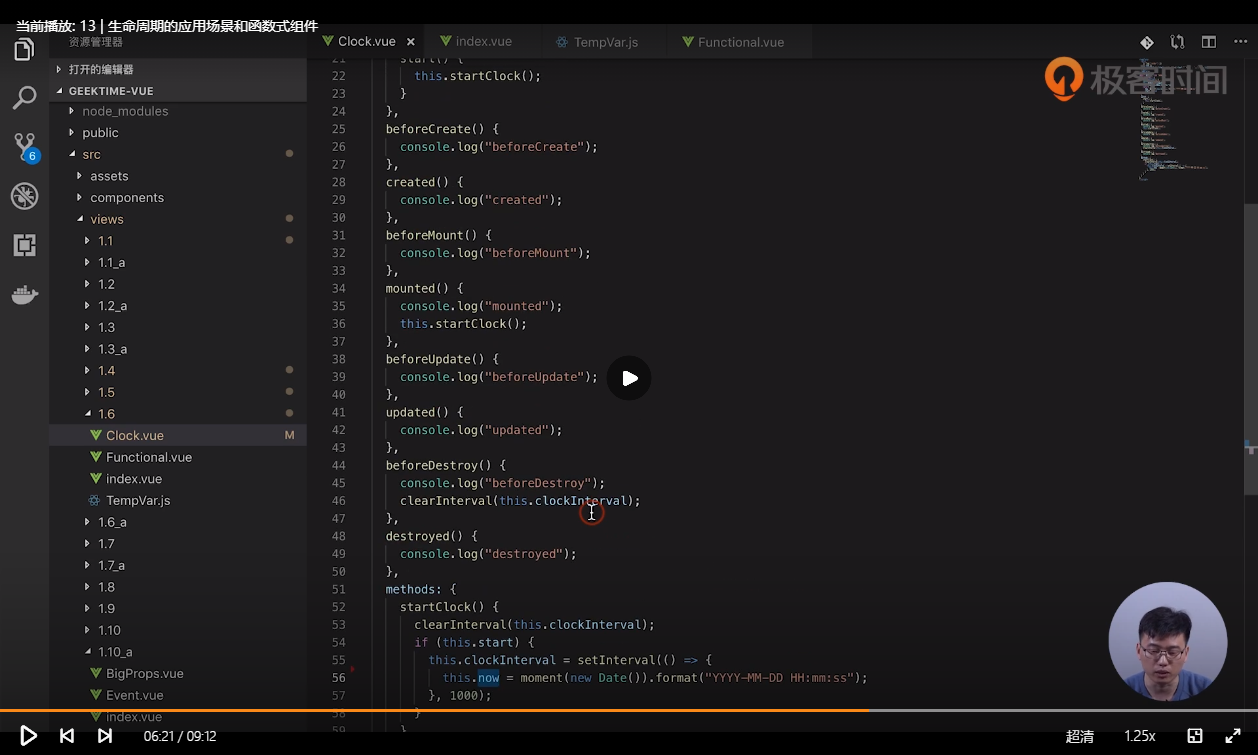 当前播放: 13 | 生命周期的应用场景和函数式组件
资源管理器
Clock.vue ×
index.vue
TempVar.js
Functional.vue
极客时间
打开的编辑器
GEEKTIME-VUE
node_modules
public
src
assets
components
views
1.1
1.1_a
1.2
1.2_a
1.3
1.3_a
1.4
1.5
1.6
Clock.vue M
Functional.vue
index.vue
TempVar.js
1.6_a
1.7
1.7_a
1.8
1.9
1.10
1.10_a
BigProps.vue
Event.vue
index.vue
6
21 start() {
22 this.startClock();
23 }
24 },
25 beforeCreate() {
26 console.log("beforeCreate");
27 },
28 created() {
29 console.log("created");
30 },
31 beforeMount() {
32 console.log("beforeMount");
33 },
34 mounted() {
35 console.log("mounted");
36 this.startClock();
37 },
38 beforeUpdate() {
39 console.log("beforeUpdate");
40 },
41 updated() {
42 console.log("updated");
43 },
44 beforeDestroy() {
45 console.log("beforeDestroy");
46 clearInterval(this.clockInterval);
47 },
48 destroyed() {
49 console.log("destroyed");
50 },
51 methods: {
52 startClock() {
53 clearInterval(this.clockInterval);
54 if (this.start) {
55 this.clockInterval = setInterval(() => {
56 this.now = moment(new Date()).format("YYYY-MM-DD HH:mm:ss");
57 }, 1000);
58 }
59 }
06:21 / 09:12
超清
1.25x